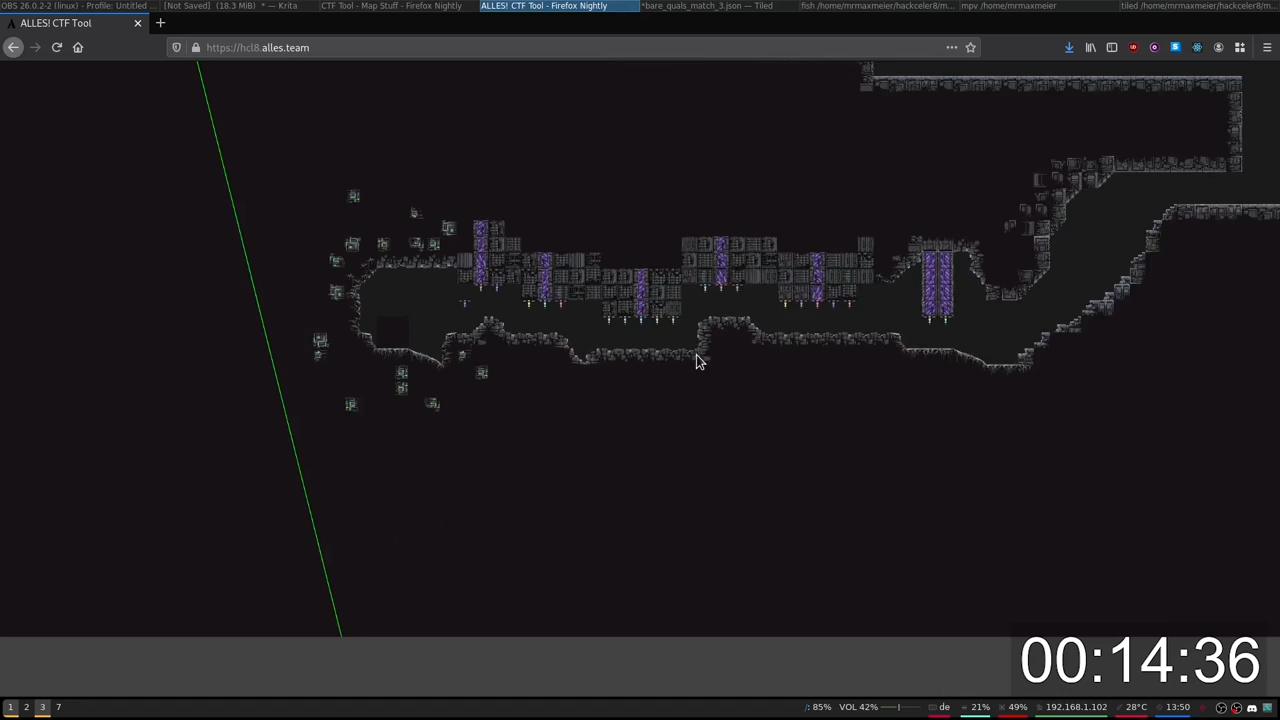 OBS 26.0.2-2 (linux) - Profile: Untitled ...
[Not Saved] (18.3 MiB) * — Krita
CTF Tool - Map Stuff - Firefox Nightly
ALLES! CTF Tool - Firefox Nightly
*bare_quals_match_3.json — Tiled
fish /home/mrmaxmeier/hackceler8/m...
mpv /home/mrmaxmeier
tiled /home/mrmaxmeier/hackceler8/m...
ALLES! CTF Tool
https://hcl8.alles.team
00:14:36
1 2 3 7
85% VOL 42% de 21% 49% 192.168.1.102 28°C 13:50